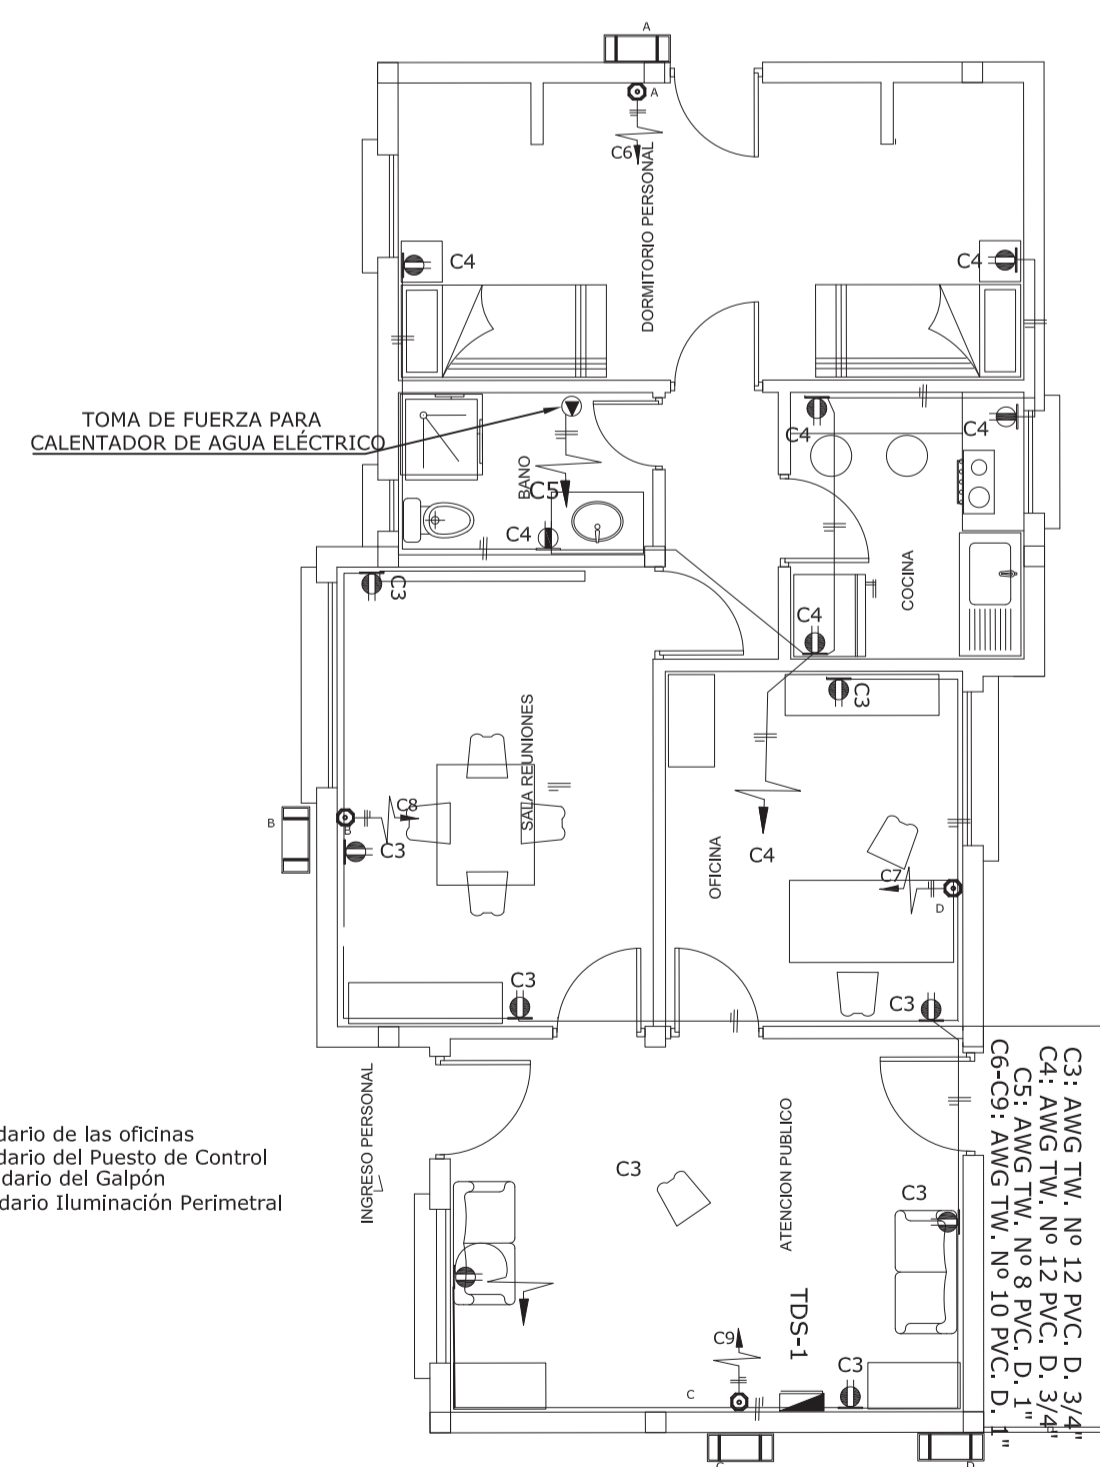 A
A
C6
DORMITORIO PERSONAL
C4
C4
TOMA DE FUERZA PARA
CALENTADOR DE AGUA ELÉCTRICO
BANO
C5
C4
C4
C4
COCINA
C3
C4
C3
SALA REUNIONES
B
B
C8
C3
OFICINA
C4
C7
D
C3
C3
INGRESO PERSONAL
ATENCION PUBLICO
C3
C3
dario de las oficinas
dario del Puesto de Control
dario del Galpón
dario Iluminación Perimetral
C3: AWG TW. Nº 12 PVC. D. 3/4"
C4: AWG TW. Nº 12 PVC. D. 3/4"
C5: AWG TW. Nº 8 PVC. D. 1"
C6-C9: AWG TW. Nº 10 PVC. D. 1"
TDS-1
C9
C3
C
C
D